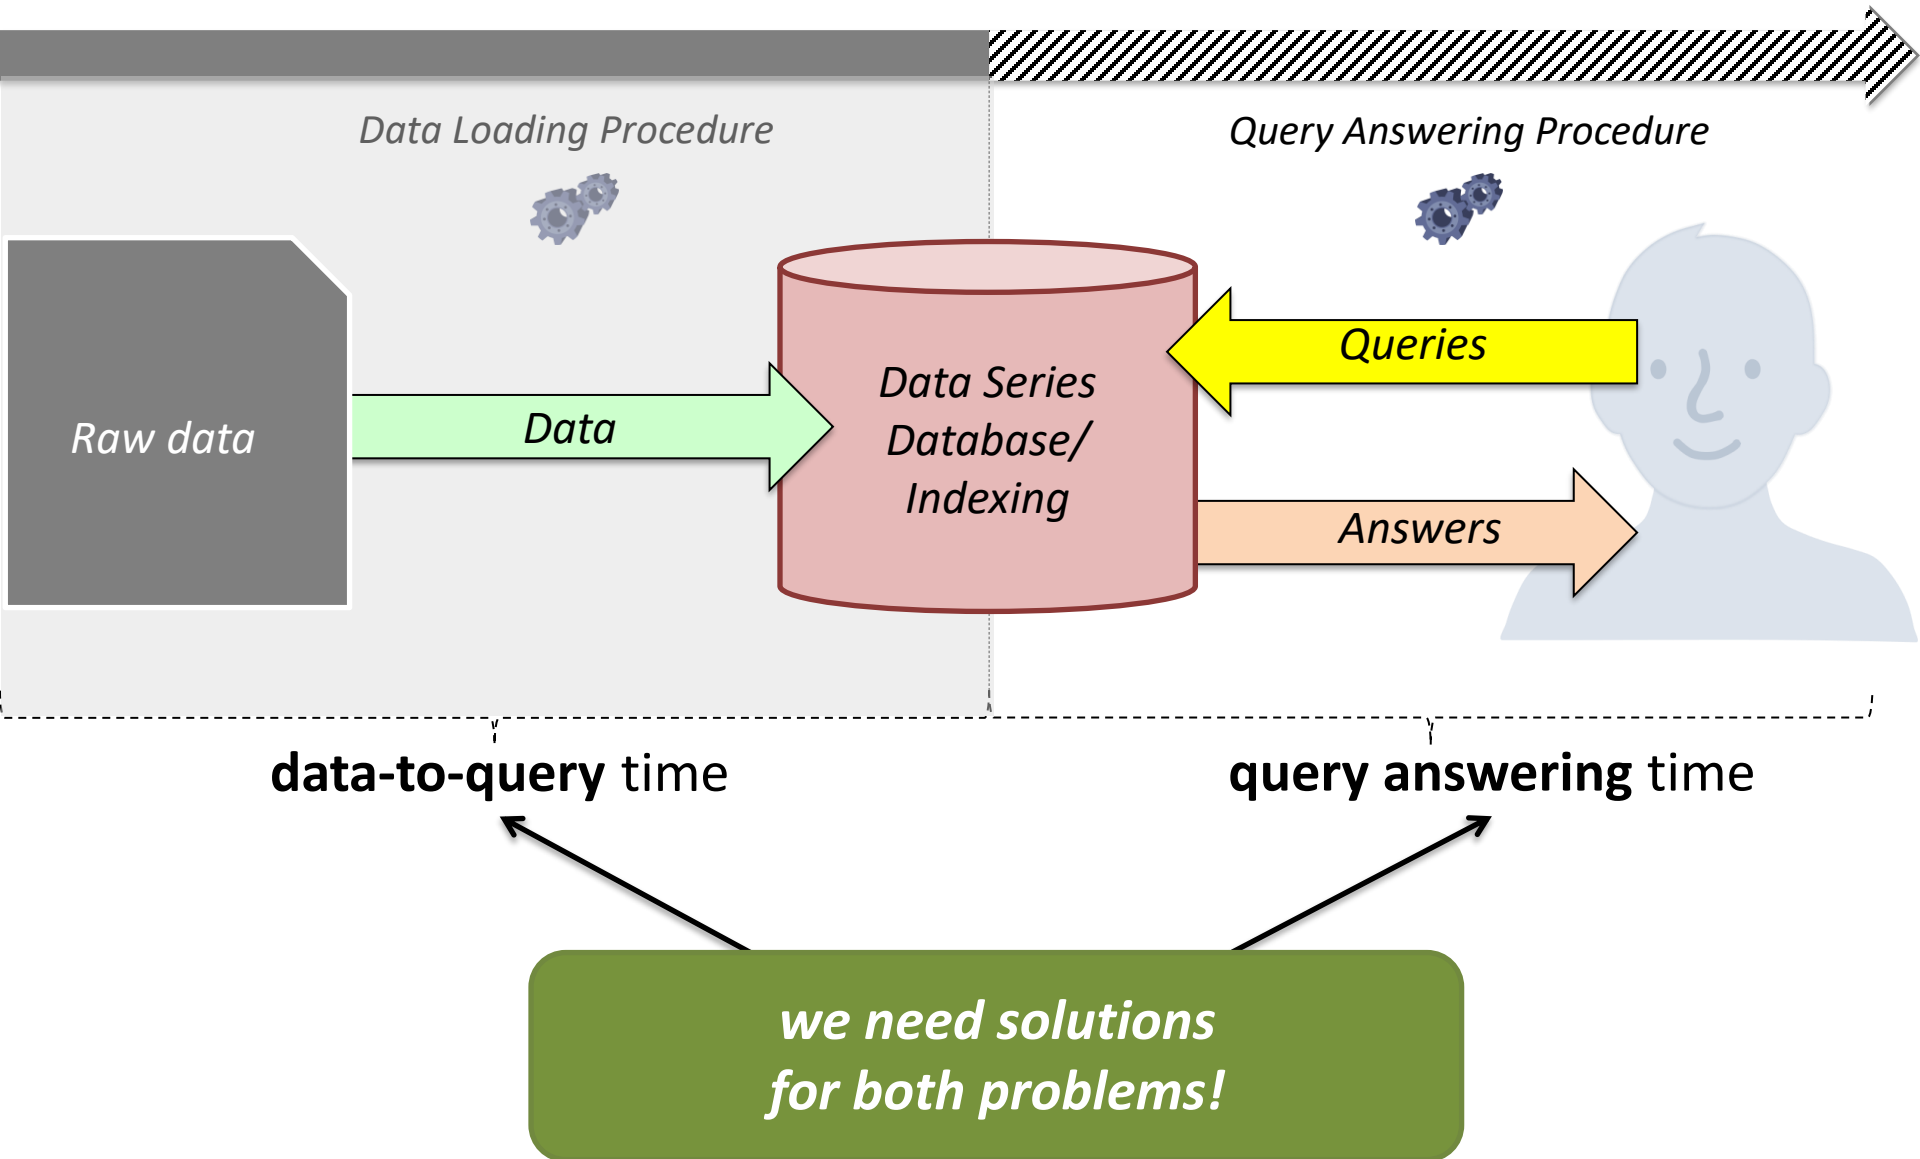 Data Loading Procedure
Query Answering Procedure
Raw data
Data
Data Series
Database/
Indexing
Queries
Answers
data-to-query time
query answering time
we need solutions
for both problems!